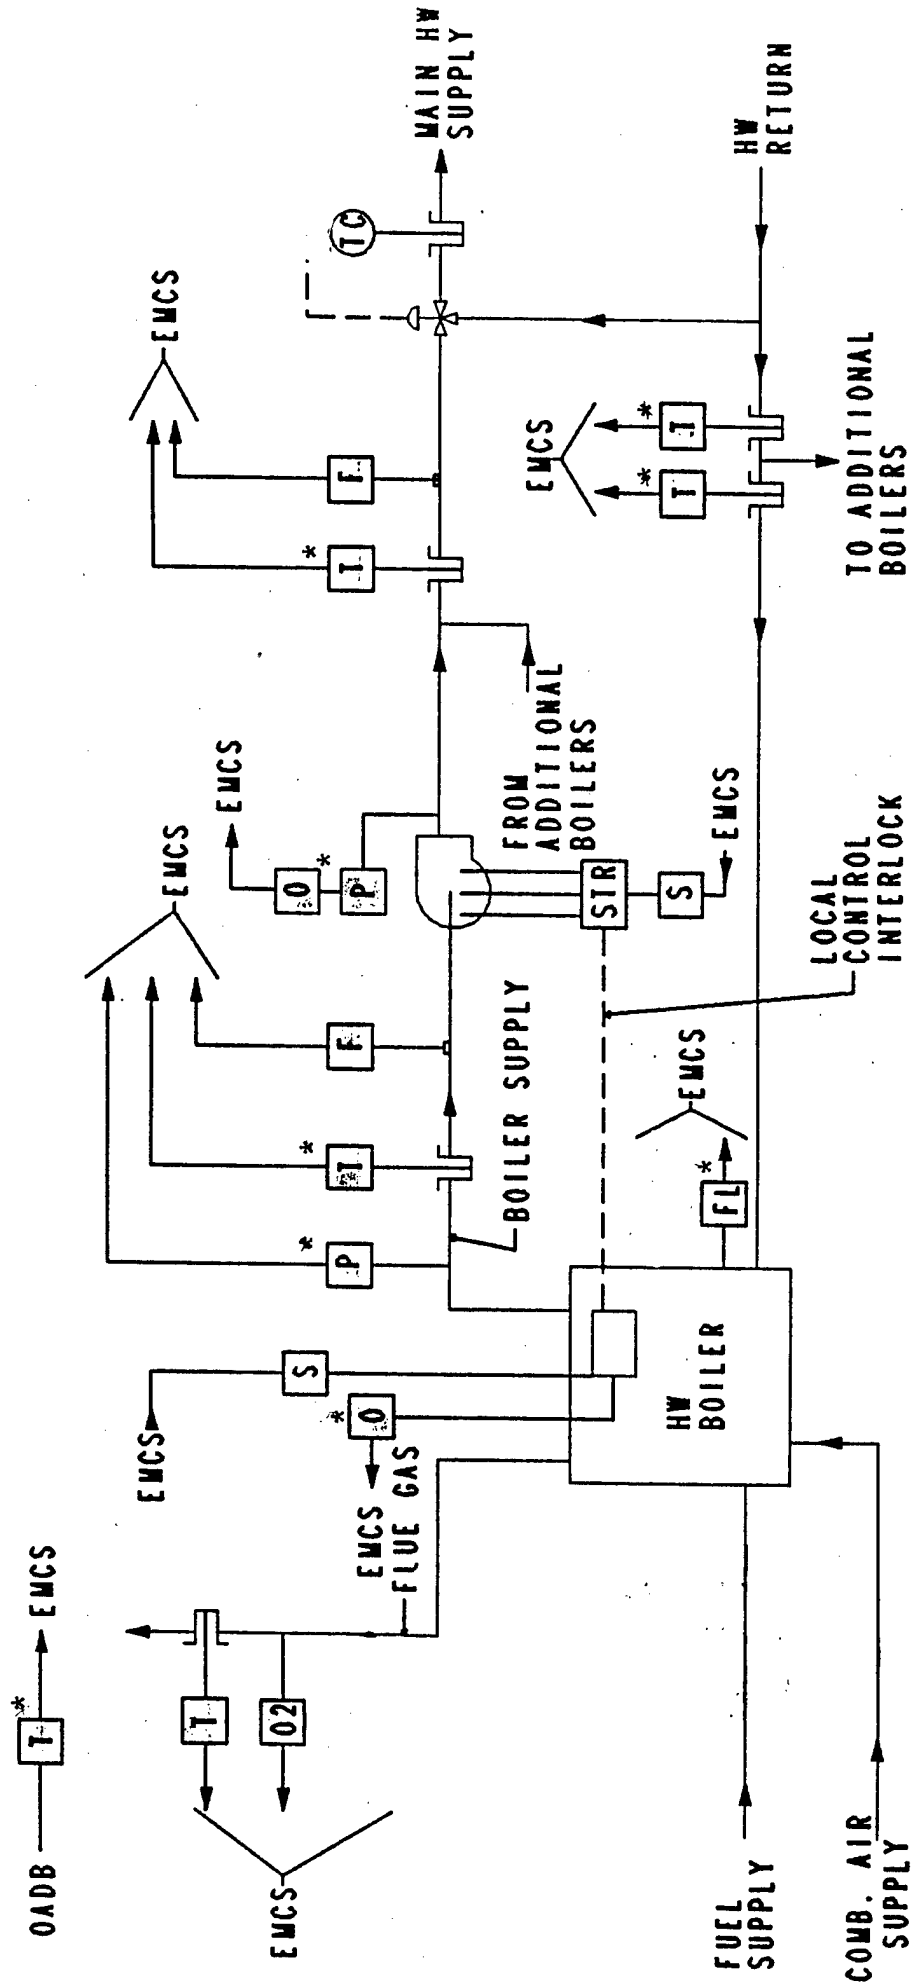 OADB
T
*
EMCS
EMCS
T
O2
EMCS
FLUE GAS
EMCS
S
*
O
P
*
T
*
F
EMCS
BOILER SUPPLY
EMCS
O
*
P
STR
S
EMCS
FROM
ADDITIONAL
BOILERS
T
*
F
EMCS
TC
MAIN HW
SUPPLY
HW
RETURN
EMCS
T
*
T
*
TO ADDITIONAL
BOILERS
LOCAL
CONTROL
INTERLOCK
EMCS
FL
*
HW
BOILER
FUEL
SUPPLY
COMB. AIR
SUPPLY